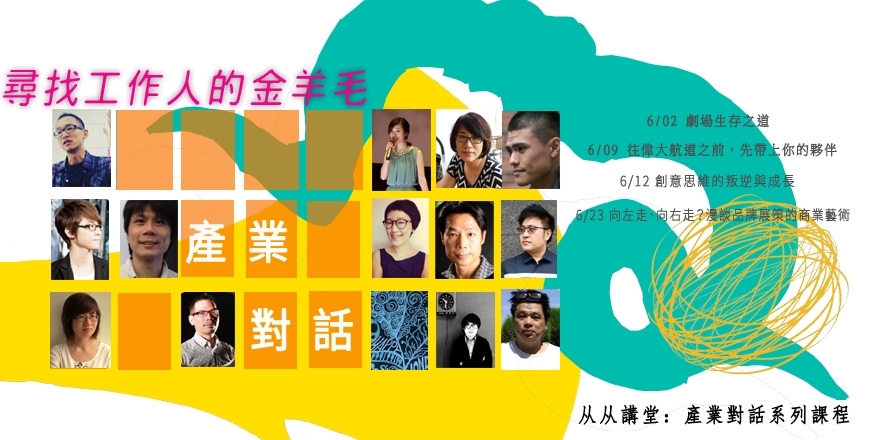 尋找工作人的金羊毛
產業
對話
6/02 劇場生存之道
6/09 往偉大航道之前，先帶上你的夥伴
6/12 創意思維的叛逆與成長
6/23 向左走、向右走？漫談品牌展策的商業藝術
从从講堂：產業對話系列課程